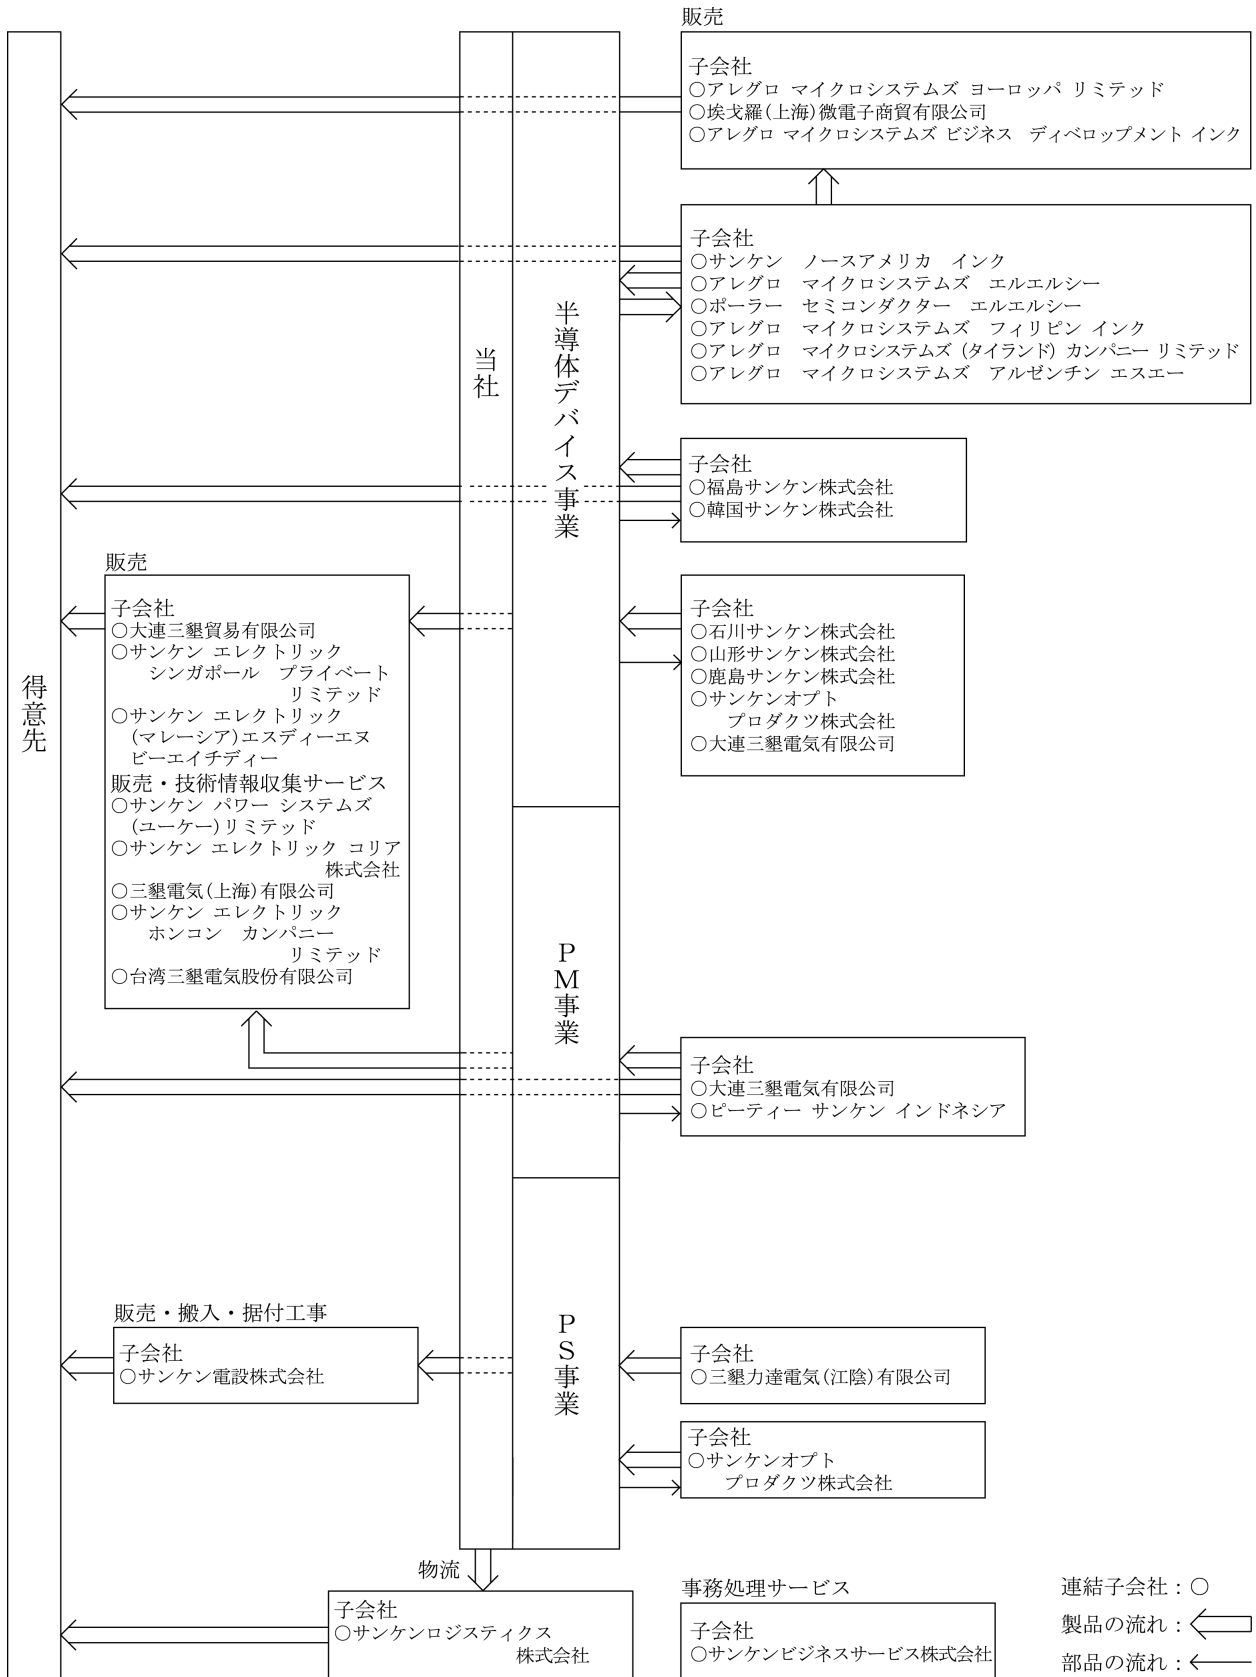 販売
子会社
○アレグロ マイクロシステムズ ヨーロッパ リミテッド
○埃戈羅(上海)微電子商貿有限公司
○アレグロ マイクロシステムズ ビジネス ディベロップメント インク
子会社
○サンケン ノースアメリカ インク
○アレグロ マイクロシステムズ エルエルシー
○ポーラー セミコンダクター エルエルシー
○アレグロ マイクロシステムズ フィリピン インク
○アレグロ マイクロシステムズ (タイランド) カンパニー リミテッド
○アレグロ マイクロシステムズ アルゼンチン エスエー
当社
半導体デバイス事業
子会社
○福島サンケン株式会社
○韓国サンケン株式会社
販売
子会社
○大連三墾貿易有限公司
○サンケン エレクトリック
シンガポール プライベート
リミテッド
○サンケン エレクトリック
(マレーシア)エスディーエヌ
ビーエイチディー
販売・技術情報収集サービス
○サンケン パワー システムズ
(ユーケー)リミテッド
○サンケン エレクトリック コリア
株式会社
○三墾電気(上海)有限公司
○サンケン エレクトリック
ホンコン カンパニー
リミテッド
○台湾三墾電気股份有限公司
子会社
○石川サンケン株式会社
○山形サンケン株式会社
○鹿島サンケン株式会社
○サンケンオプト
プロダクツ株式会社
○大連三墾電気有限公司
得意先
PM事業
子会社
○大連三墾電気有限公司
○ピーティー サンケン インドネシア
販売・搬入・据付工事
子会社
○サンケン電設株式会社
PS事業
子会社
○三墾力達電気(江陰)有限公司
子会社
○サンケンオプト
プロダクツ株式会社
物流
子会社
○サンケンロジスティクス
株式会社
事務処理サービス
子会社
○サンケンビジネスサービス株式会社
連結子会社：○
製品の流れ：
部品の流れ：